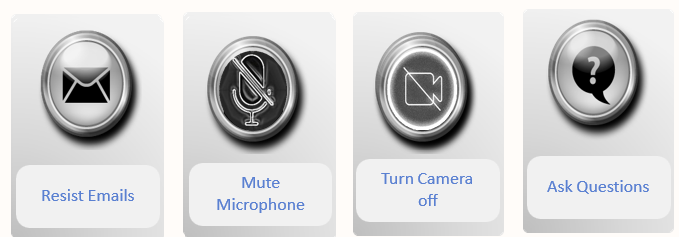 ?
Resist Emails
Mute
Microphone
Turn Camera
off
Ask Questions